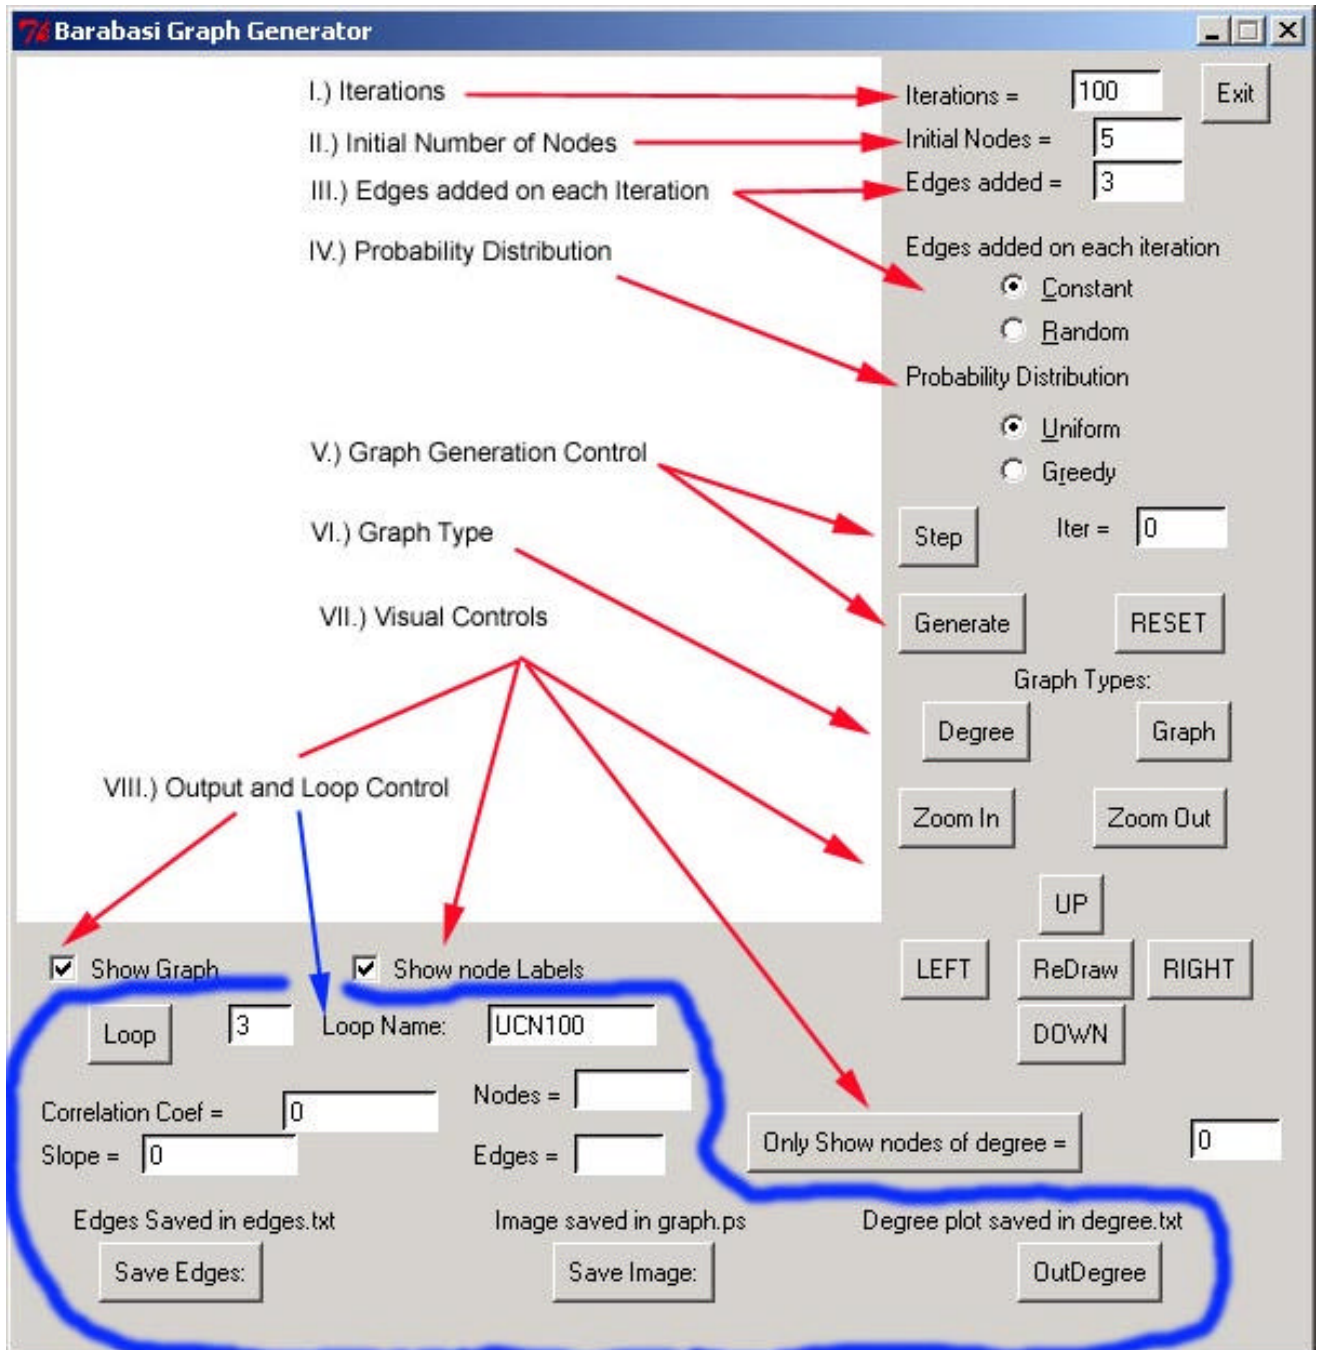 Barabasi Graph Generator
I.) Iterations
Iterations =
100
Exit
II.) Initial Number of Nodes
Initial Nodes =
5
III.) Edges added on each Iteration
Edges added =
3
IV.) Probability Distribution
Edges added on each iteration
Constant
Random
Probability Distribution
Uniform
Greedy
V.) Graph Generation Control
Step
Iter =
0
VI.) Graph Type
VII.) Visual Controls
Generate
RESET
Graph Types:
Degree
Graph
VIII.) Output and Loop Control
Zoom In
Zoom Out
UP
LEFT
ReDraw
RIGHT
DOWN
Show Graph
Show node Labels
Loop
3
Loop Name:
UCN100
Correlation Coef =
0
Nodes =
Slope =
0
Edges =
Only Show nodes of degree =
0
Edges Saved in edges.txt
Image saved in graph.ps
Degree plot saved in degree.txt
Save Edges:
Save Image:
OutDegree